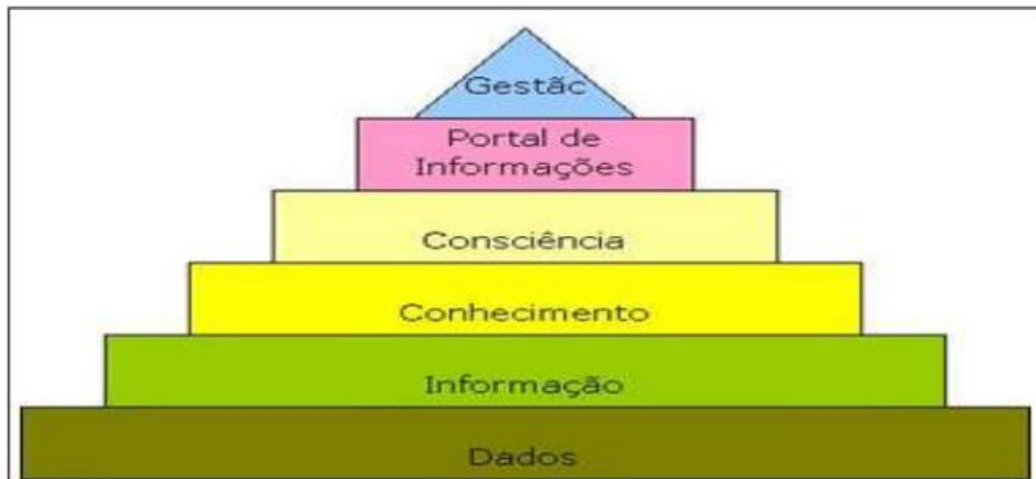 Gestãc
Portal de
Informações
Consciência
Conhecimento
Informação
Dados